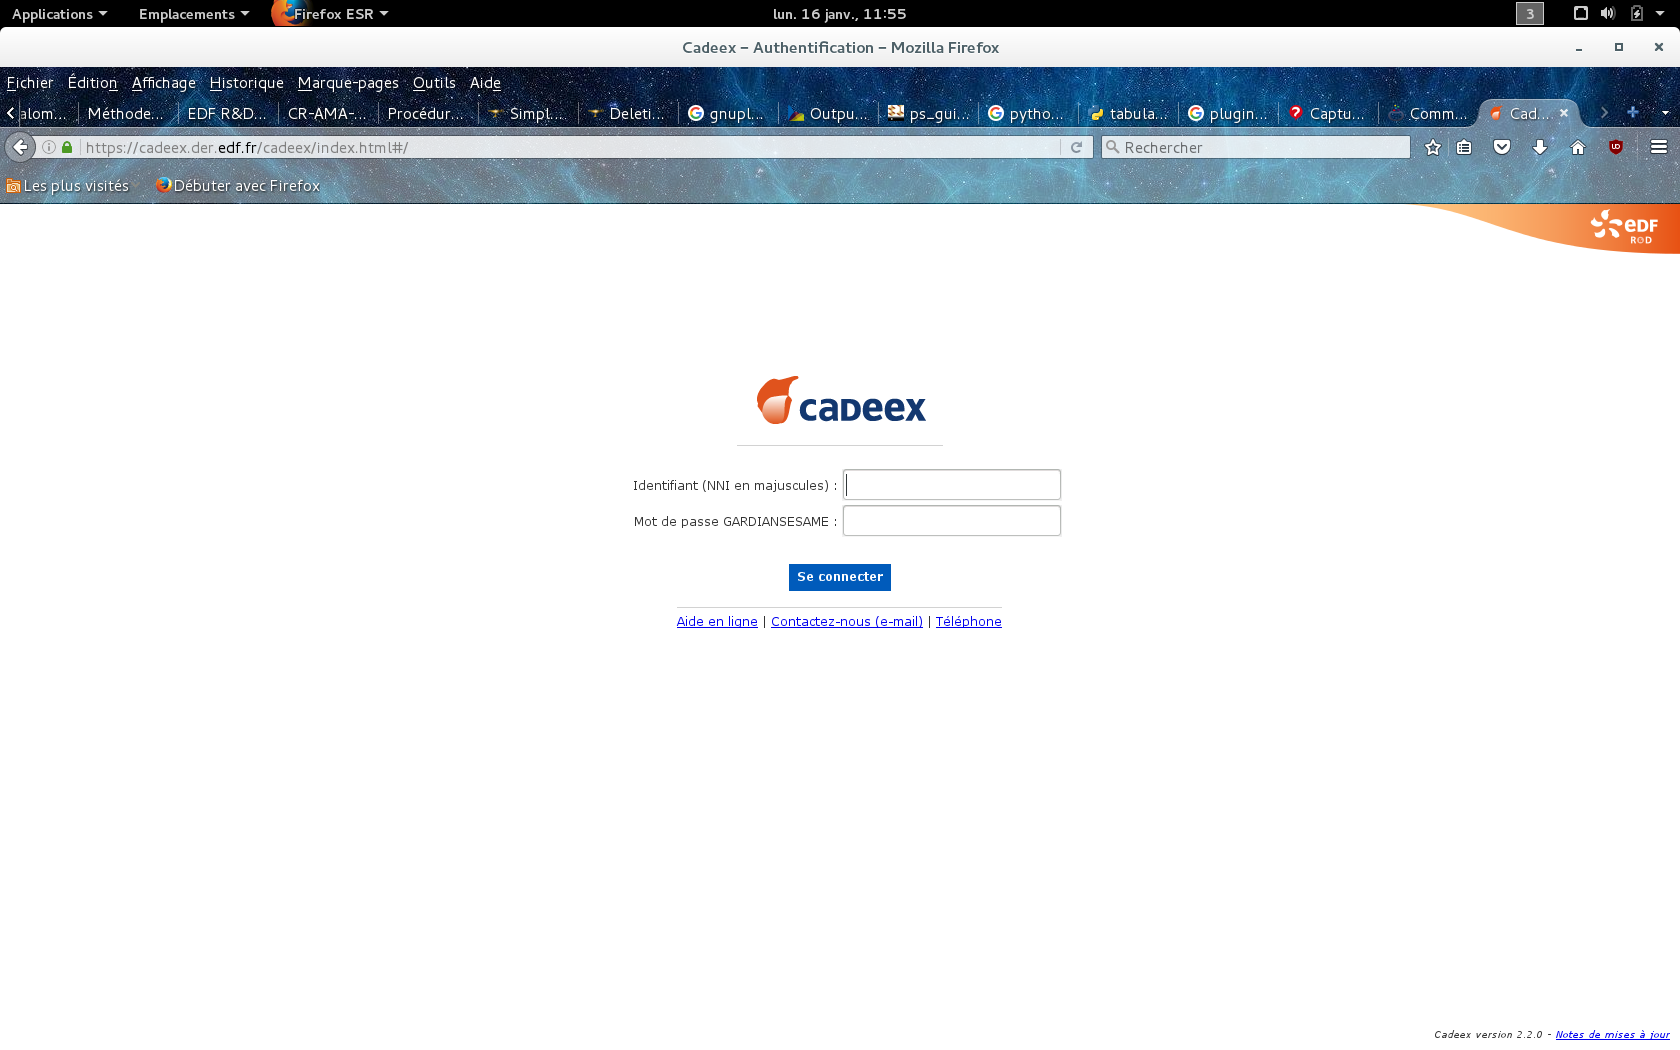 Applications Emplacements Firefox ESR lun. 16 janv., 11:55 3
Cadeex – Authentification – Mozilla Firefox
Fichier Édition Affichage Historique Marque-pages Outils Aide
alom... Méthode... EDF R&D... CR-AMA-... Procédur... Simpl... Deleti... gnupl... Outpu... ps_gui... pytho... tabula... plugin... Captu... Comm... Cad...
https://cadeex.der.edf.fr/cadeex/index.html#/ Rechercher
Les plus visités Débuter avec Firefox
eDF
R&D
cadeex
Identifiant (NNI en majuscules) :
Mot de passe GARDIANSESAME :
Se connecter
Aide en ligne | Contactez-nous (e-mail) | Téléphone
Cadeex version 2.2.0 - Notes de mises à jour